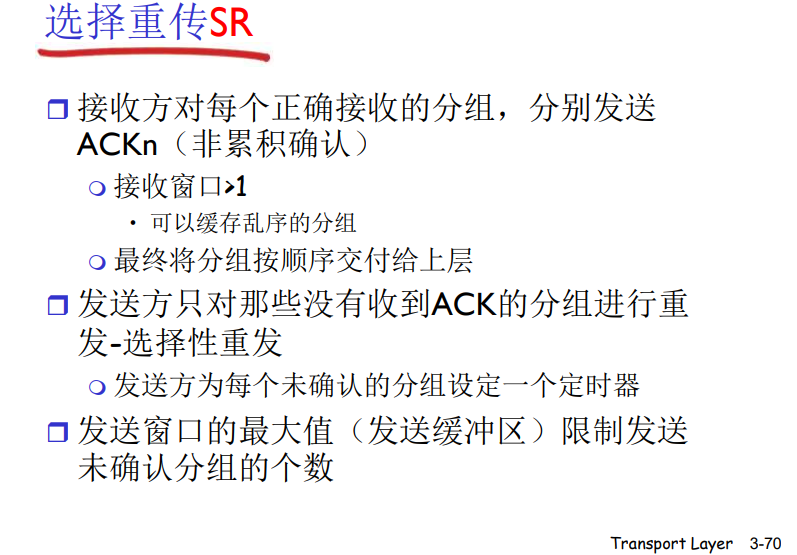 选择重传SR
接收方对每个正确接收的分组，分别发送
ACKn（非累积确认）
接收窗口>1
• 可以缓存乱序的分组
最终将分组按顺序交付给上层
发送方只对那些没有收到ACK的分组进行重
发-选择性重发
发送方为每个未确认的分组设定一个定时器
发送窗口的最大值（发送缓冲区）限制发送
未确认分组的个数
Transport Layer 3-70